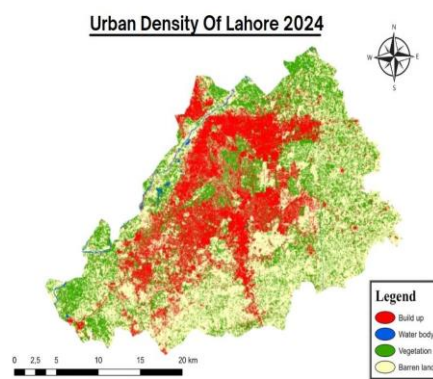 Urban Density Of Lahore 2024
N
W E
S
Legend
Build up
Water body
Vegetation
Barren land
0 2,5 5 10 15 20 km